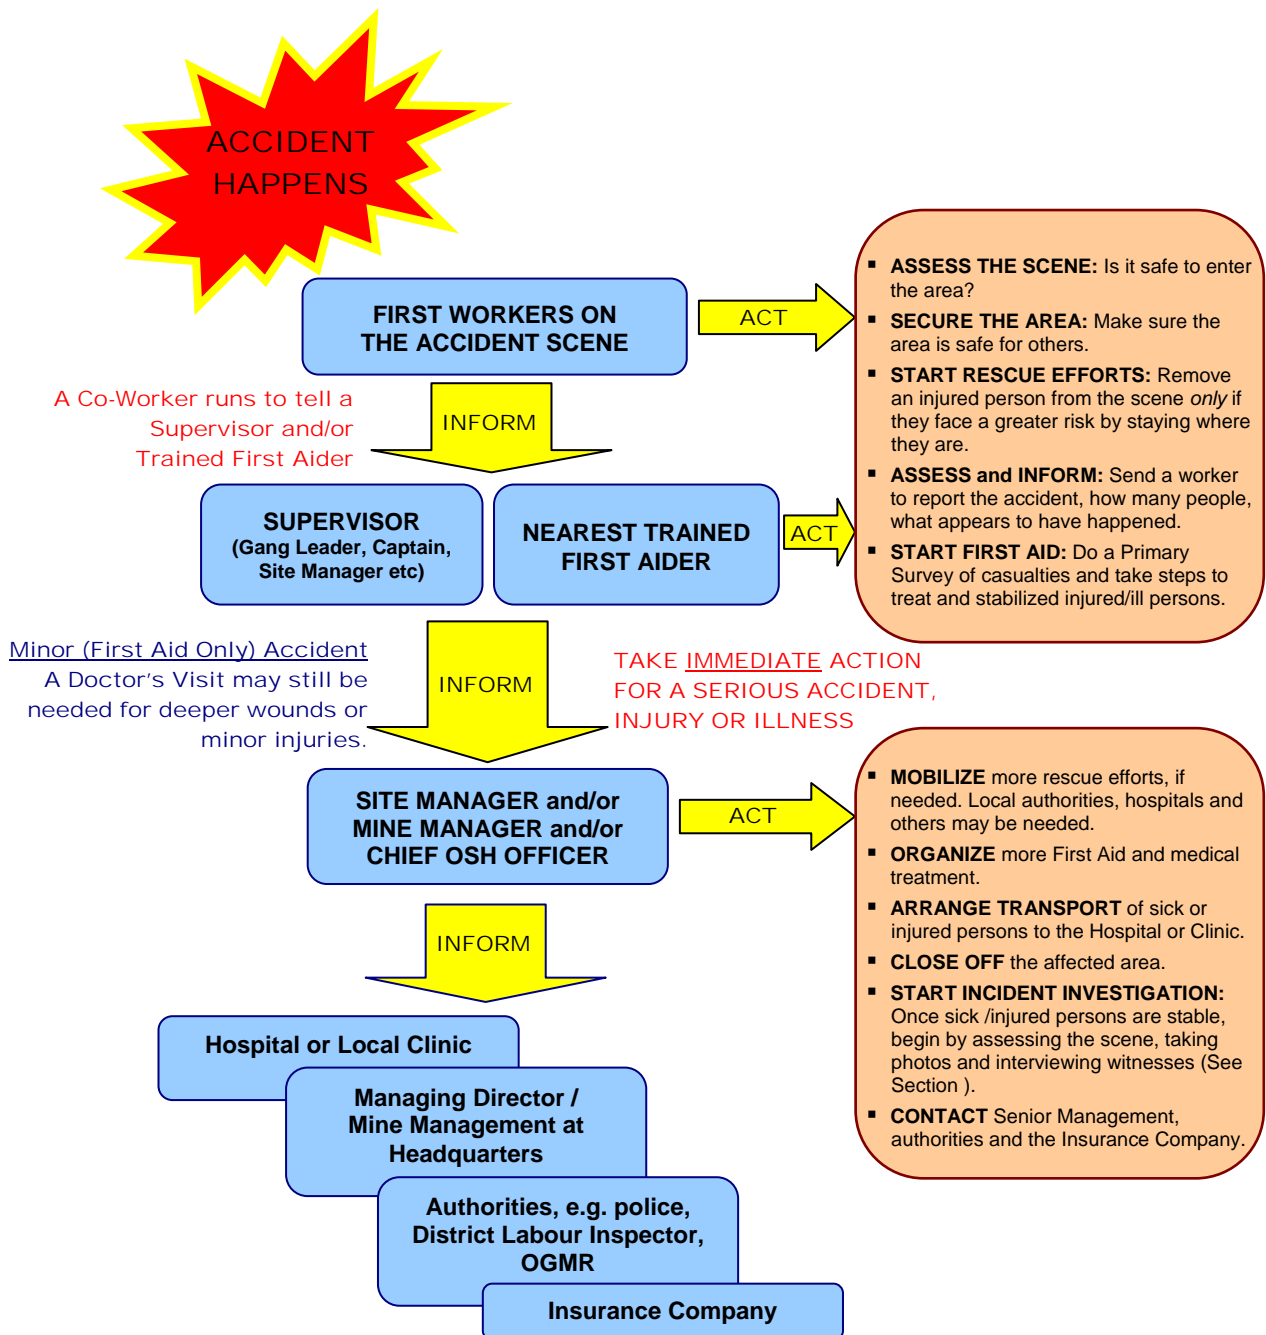 ACCIDENT
HAPPENS
FIRST WORKERS ON
THE ACCIDENT SCENE
ACT
▪ ASSESS THE SCENE: Is it safe to enter
the area?
▪ SECURE THE AREA: Make sure the
area is safe for others.
▪ START RESCUE EFFORTS: Remove
an injured person from the scene only if
they face a greater risk by staying where
they are.
▪ ASSESS and INFORM: Send a worker
to report the accident, how many people,
what appears to have happened.
▪ START FIRST AID: Do a Primary
Survey of casualties and take steps to
treat and stabilized injured/ill persons.
A Co-Worker runs to tell a
Supervisor and/or
Trained First Aider
INFORM
SUPERVISOR
(Gang Leader, Captain,
Site Manager etc)
NEAREST TRAINED
FIRST AIDER
ACT
Minor (First Aid Only) Accident
A Doctor's Visit may still be
needed for deeper wounds or
minor injuries.
INFORM
TAKE IMMEDIATE ACTION
FOR A SERIOUS ACCIDENT,
INJURY OR ILLNESS
SITE MANAGER and/or
MINE MANAGER and/or
CHIEF OSH OFFICER
ACT
▪ MOBILIZE more rescue efforts, if
needed. Local authorities, hospitals and
others may be needed.
▪ ORGANIZE more First Aid and medical
treatment.
▪ ARRANGE TRANSPORT of sick or
injured persons to the Hospital or Clinic.
▪ CLOSE OFF the affected area.
▪ START INCIDENT INVESTIGATION:
Once sick /injured persons are stable,
begin by assessing the scene, taking
photos and interviewing witnesses (See
Section ).
▪ CONTACT Senior Management,
authorities and the Insurance Company.
INFORM
Hospital or Local Clinic
Managing Director /
Mine Management at
Headquarters
Authorities, e.g. police,
District Labour Inspector,
OGMR
Insurance Company